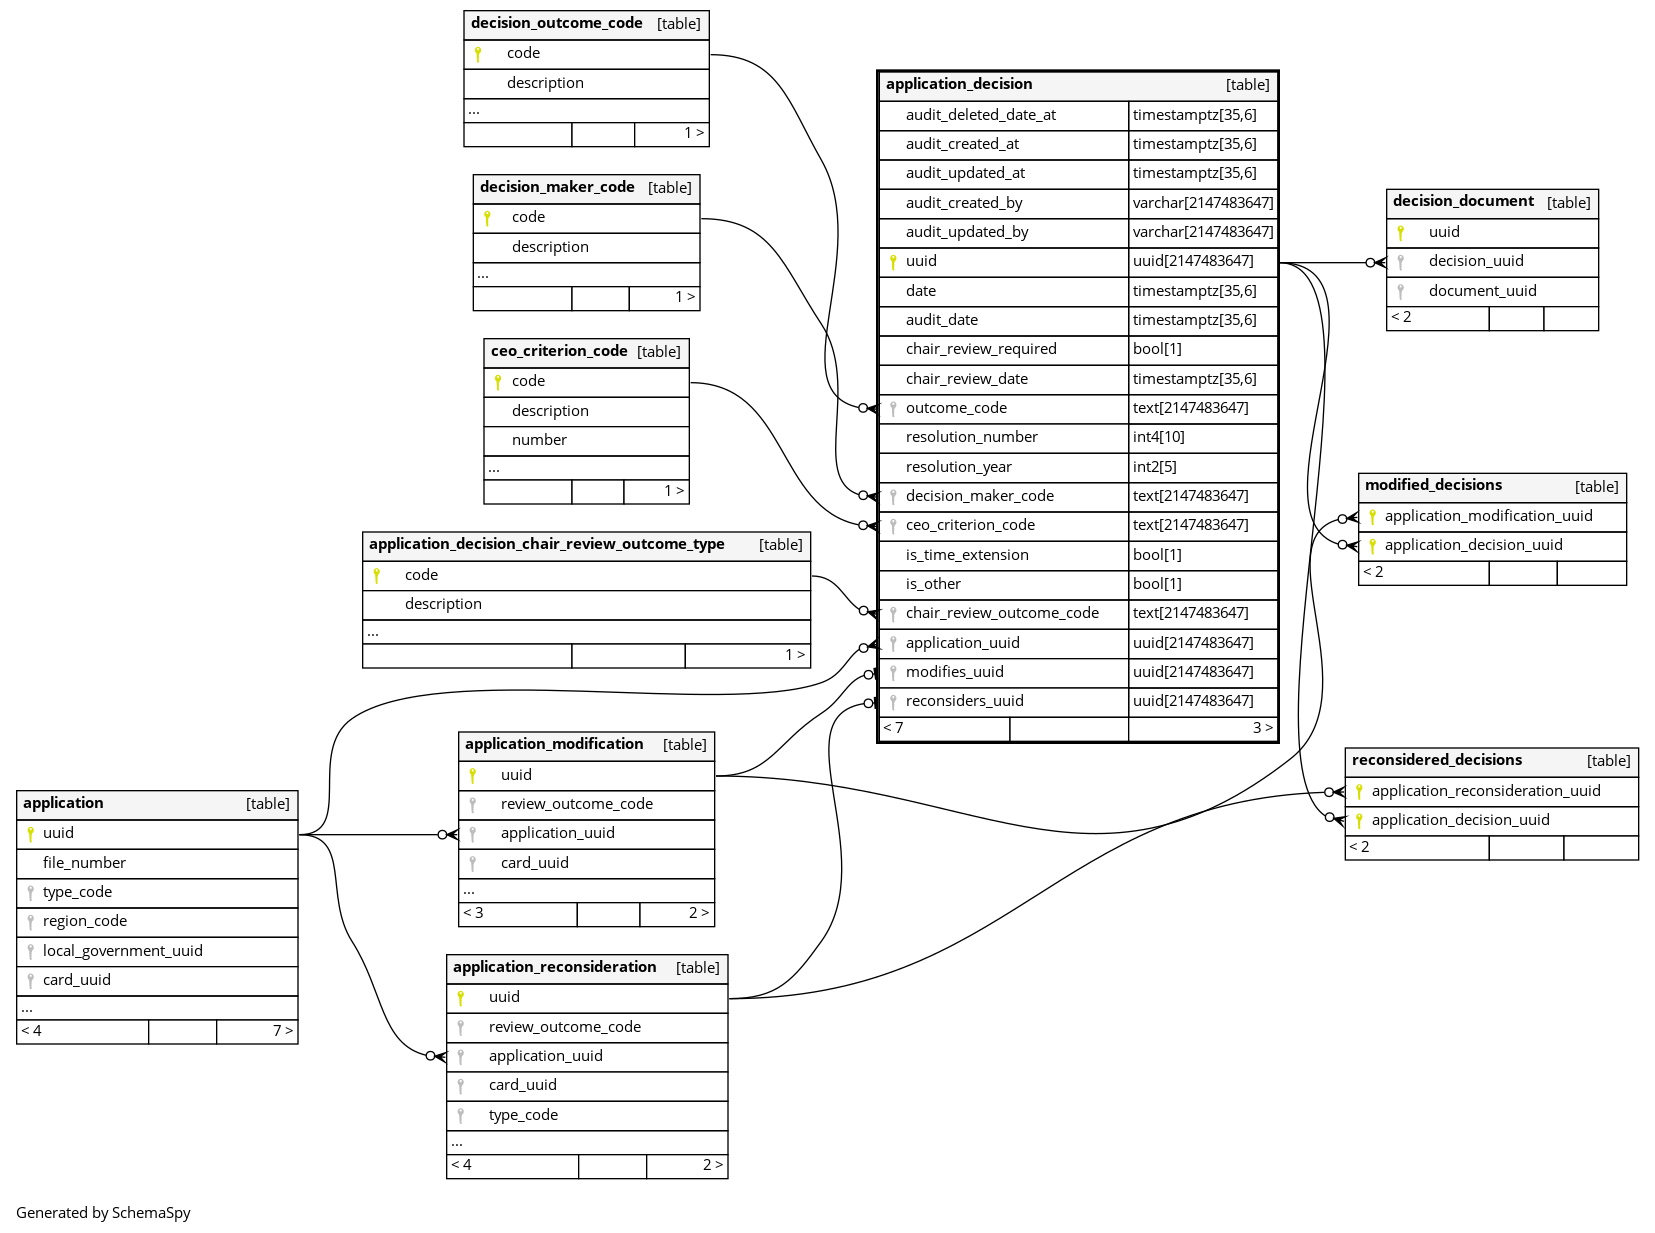 decision_outcome_code [table]
code
description
...
1 >
decision_maker_code [table]
code
description
...
1 >
ceo_criterion_code [table]
code
description
number
...
1 >
application_decision_chair_review_outcome_type [table]
code
description
...
1 >
application [table]
uuid
file_number
type_code
region_code
local_government_uuid
card_uuid
...
< 4 7 >
application_modification [table]
uuid
review_outcome_code
application_uuid
card_uuid
...
< 3 2 >
application_reconsideration [table]
uuid
review_outcome_code
application_uuid
card_uuid
type_code
...
< 4 2 >
application_decision [table]
audit_deleted_date_at timestamptz[35,6]
audit_created_at timestamptz[35,6]
audit_updated_at timestamptz[35,6]
audit_created_by varchar[2147483647]
audit_updated_by varchar[2147483647]
uuid uuid[2147483647]
date timestamptz[35,6]
audit_date timestamptz[35,6]
chair_review_required bool[1]
chair_review_date timestamptz[35,6]
outcome_code text[2147483647]
resolution_number int4[10]
resolution_year int2[5]
decision_maker_code text[2147483647]
ceo_criterion_code text[2147483647]
is_time_extension bool[1]
is_other bool[1]
chair_review_outcome_code text[2147483647]
application_uuid uuid[2147483647]
modifies_uuid uuid[2147483647]
reconsiders_uuid uuid[2147483647]
< 7 3 >
decision_document [table]
uuid
decision_uuid
document_uuid
< 2
modified_decisions [table]
application_modification_uuid
application_decision_uuid
< 2
reconsidered_decisions [table]
application_reconsideration_uuid
application_decision_uuid
< 2
Generated by SchemaSpy